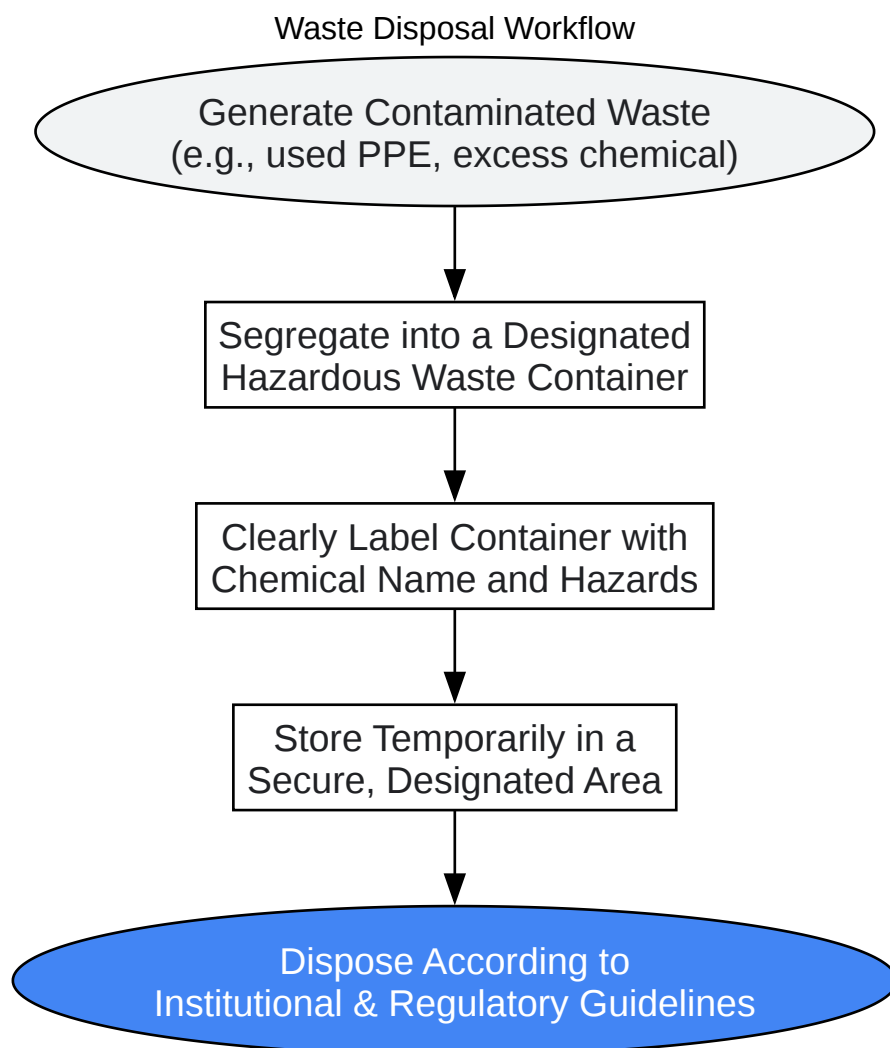 Waste Disposal Workflow
Generate Contaminated Waste
(e.g., used PPE, excess chemical)
Segregate into a Designated
Hazardous Waste Container
Clearly Label Container with
Chemical Name and Hazards
Store Temporarily in a
Secure, Designated Area
Dispose According to
Institutional & Regulatory Guidelines